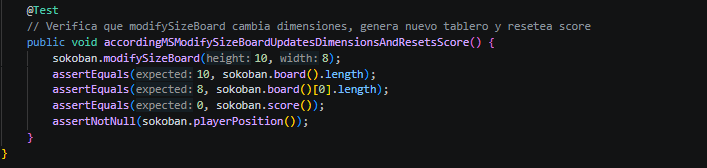 @Test
// Verifica que modifySizeBoard cambia dimensiones, genera nuevo tablero y resetea score
public void accordingMSModifySizeBoardUpdatesDimensionsAndResetsScore() {
sokoban.modifySizeBoard(height: 10, width: 8);
assertEquals(expected: 10, sokoban.board().length);
assertEquals(expected: 8, sokoban.board()[0].length);
assertEquals(expected: 0, sokoban.score());
assertNotNull(sokoban.playerPosition());
}
}